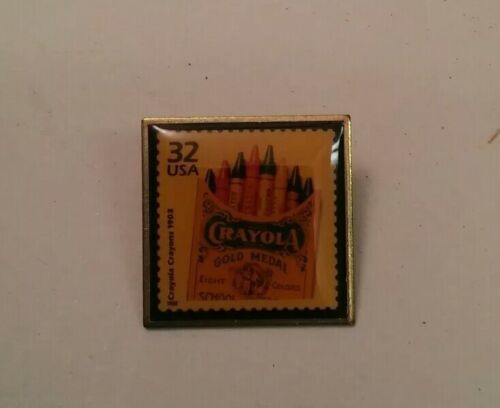 32
USA
Crayola Crayons 1903
CRAYOLA
GOLD MEDAL
EIGHT COLORS
SCHOOL